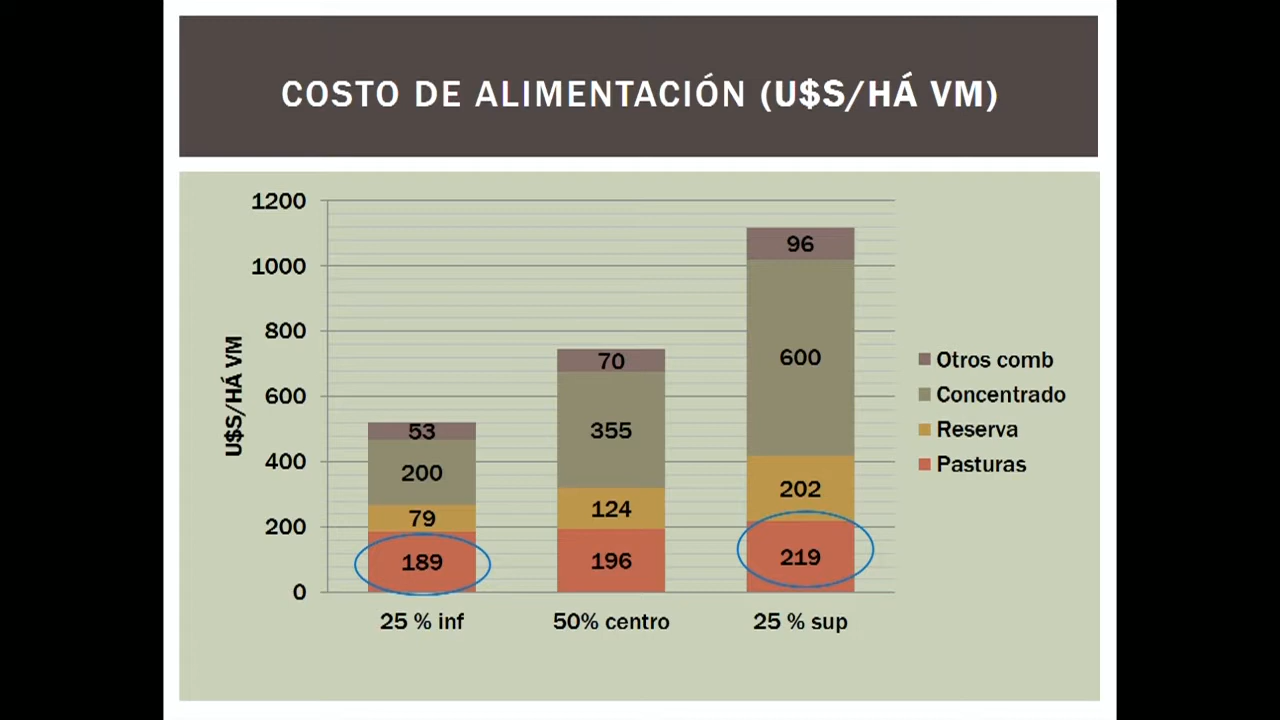 COSTO DE ALIMENTACIÓN (U$S/HÁ VM)
1200
1000
800
600
400
200
0
U$S/HÁ VM
53
200
79
189
70
355
124
196
96
600
202
219
25 % inf
50% centro
25 % sup
Otros comb
Concentrado
Reserva
Pasturas